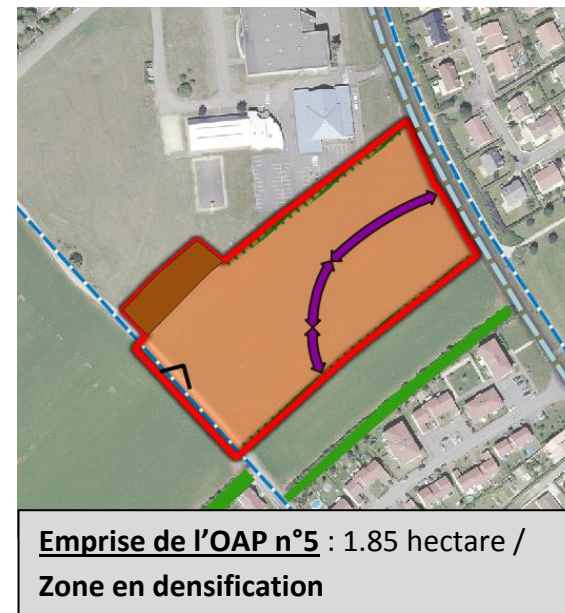 Emprise de l’OAP n°5 : 1.85 hectare /
Zone en densification